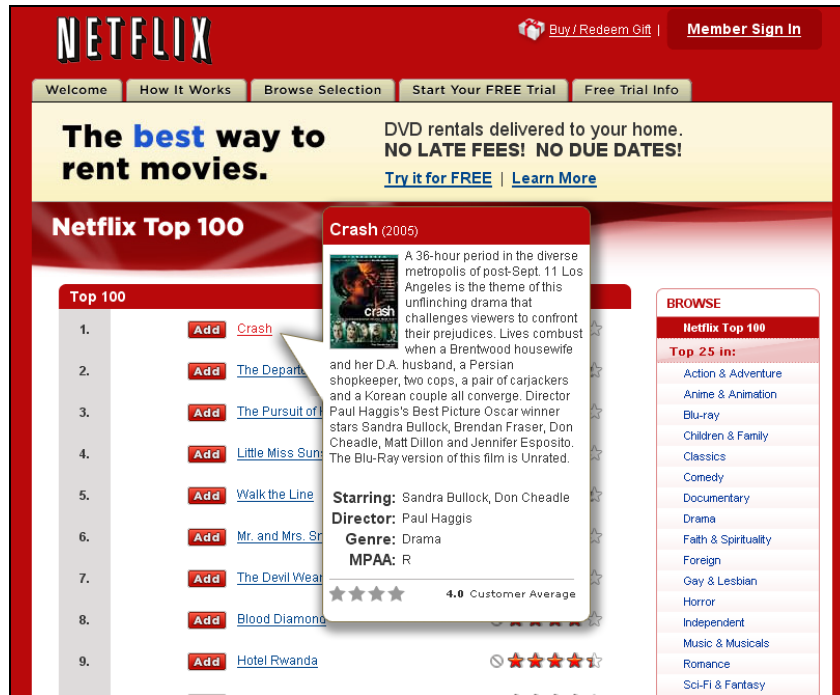 NETFLIX
Buy / Redeem Gift |
Member Sign In
Welcome
How It Works
Browse Selection
Start Your FREE Trial
Free Trial Info
The best way to
rent movies.
DVD rentals delivered to your home.
NO LATE FEES! NO DUE DATES!
Try it for FREE | Learn More
Netflix Top 100
Top 100
1. Add Crash
2. Add The Departe
3. Add The Pursuit of
4. Add Little Miss Sun
5. Add Walk the Line
6. Add Mr. and Mrs. Sm
7. Add The Devil Wear
8. Add Blood Diamond
9. Add Hotel Rwanda
Crash (2005)
A 36-hour period in the diverse
metropolis of post-Sept. 11 Los
Angeles is the theme of this
unflinching drama that
challenges viewers to confront
their prejudices. Lives combust
when a Brentwood housewife
and her D.A. husband, a Persian
shopkeeper, two cops, a pair of carjackers
and a Korean couple all converge. Director
Paul Haggis's Best Picture Oscar winner
stars Sandra Bullock, Brendan Fraser, Don
Cheadle, Matt Dillon and Jennifer Esposito.
The Blu-Ray version of this film is Unrated.
crash
Starring: Sandra Bullock, Don Cheadle
Director: Paul Haggis
Genre: Drama
MPAA: R
4.0 Customer Average
BROWSE
Netflix Top 100
Top 25 in:
Action & Adventure
Anime & Animation
Blu-ray
Children & Family
Classics
Comedy
Documentary
Drama
Faith & Spirituality
Foreign
Gay & Lesbian
Horror
Independent
Music & Musicals
Romance
Sci-Fi & Fantasy